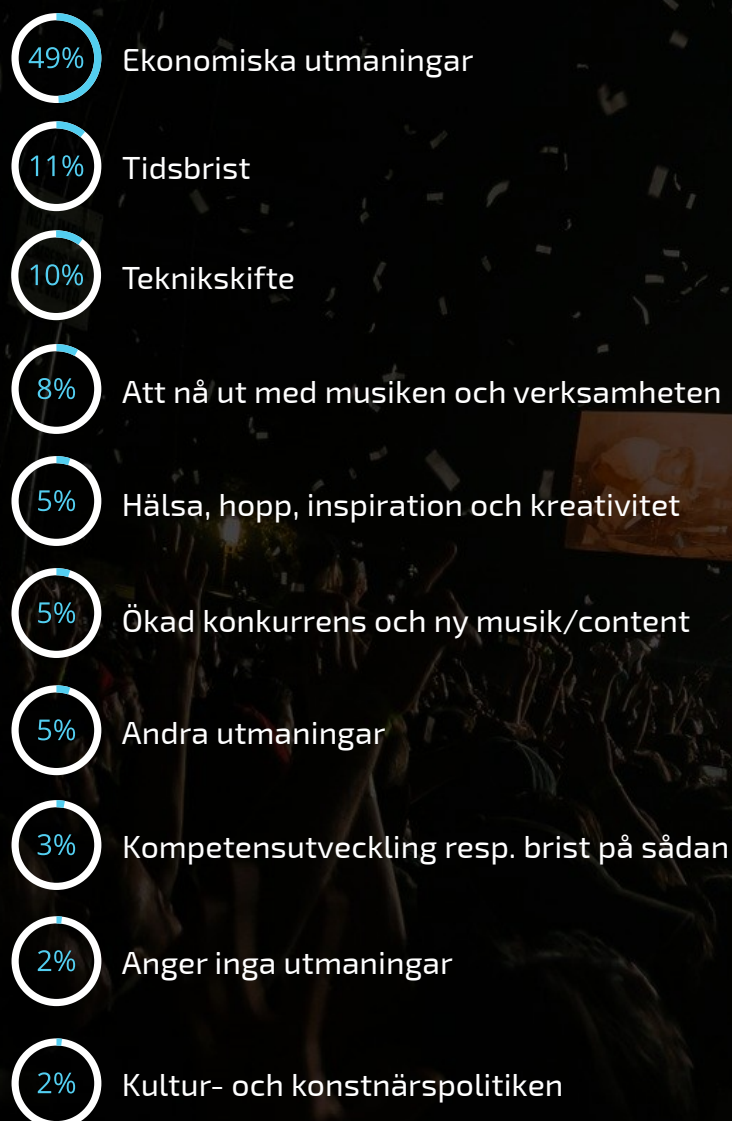 49% Ekonomiska utmaningar
11% Tidsbrist
10% Teknikskifte
8% Att nå ut med musiken och verksamheten
5% Hälsa, hopp, inspiration och kreativitet
5% Ökad konkurrens och ny musik/content
5% Andra utmaningar
3% Kompetensutveckling resp. brist på sådan
2% Anger inga utmaningar
2% Kultur- och konstnärspolitiken